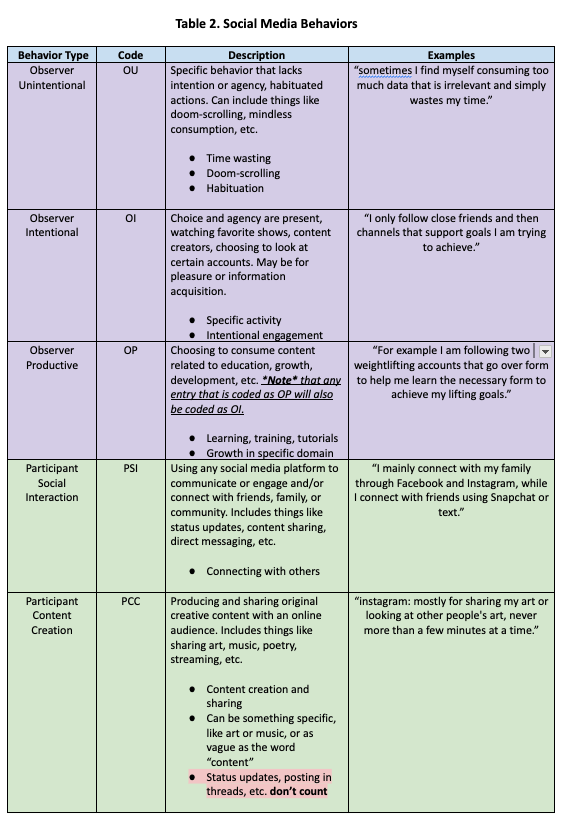 Table 2. Social Media Behaviors
Behavior Type Code Description Examples
Observer
Unintentional
OU
Specific behavior that lacks
intention or agency, habituated
actions. Can include things like
doom-scrolling, mindless
consumption, etc.
● Time wasting
● Doom-scrolling
● Habituation
“sometimes I find myself consuming too
much data that is irrelevant and simply
wastes my time.”
Observer
Intentional
OI
Choice and agency are present,
watching favorite shows, content
creators, choosing to look at
certain accounts. May be for
pleasure or information
acquisition.
● Specific activity
● Intentional engagement
“I only follow close friends and then
channels that support goals I am trying
to achieve.”
Observer
Productive
OP
Choosing to consume content
related to education, growth,
development, etc. *Note* that any
entry that is coded as OP will also
be coded as OI.
● Learning, training, tutorials
● Growth in specific domain
“For example I am following two
weightlifting accounts that go over form
to help me learn the necessary form to
achieve my lifting goals.”
Participant
Social
Interaction
PSI
Using any social media platform to
communicate or engage and/or
connect with friends, family, or
community. Includes things like
status updates, content sharing,
direct messaging, etc.
● Connecting with others
“I mainly connect with my family
through Facebook and Instagram, while
I connect with friends using Snapchat or
text.”
Participant
Content
Creation
PCC
Producing and sharing original
creative content with an online
audience. Includes things like
sharing art, music, poetry,
streaming, etc.
● Content creation and
sharing
● Can be something specific,
like art or music, or as
vague as the word
“content”
● Status updates, posting in
threads, etc. don’t count
“instagram: mostly for sharing my art or
looking at other people's art, never
more than a few minutes at a time.”